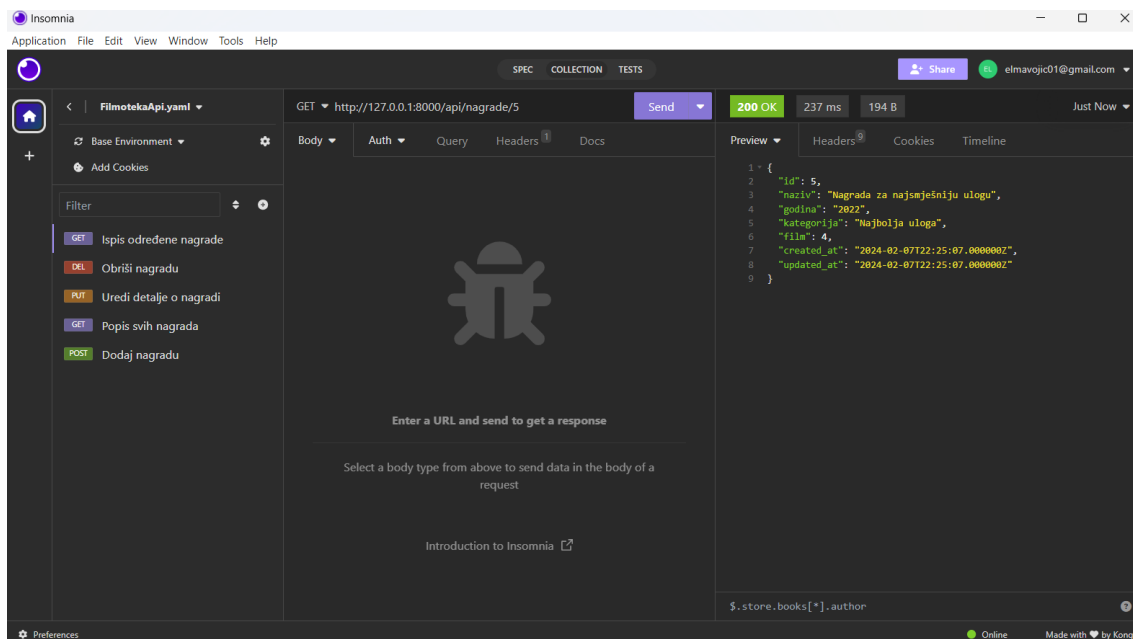 Insomnia
Application File Edit View Window Tools Help
SPEC COLLECTION TESTS
Share
EL
elmavojic01@gmail.com
FilmotekaApi.yaml
Base Environment
Add Cookies
Filter
GET Ispis određene nagrade
DEL Obriši nagradu
PUT Uredi detalje o nagradi
GET Popis svih nagrada
POST Dodaj nagradu
GET http://127.0.0.1:8000/api/nagrade/5
Send
Body Auth Query Headers 1 Docs
Enter a URL and send to get a response
Select a body type from above to send data in the body of a
request
Introduction to Insomnia
200 OK 237 ms 194 B Just Now
Preview Headers 9 Cookies Timeline
1 {
2 "id": 5,
3 "naziv": "Nagrada za najsmješniju ulogu",
4 "godina": "2022",
5 "kategorija": "Najbolja uloga",
6 "film": 4,
7 "created_at": "2024-02-07T22:25:07.000000Z",
8 "updated_at": "2024-02-07T22:25:07.000000Z"
9 }
$.store.books[*].author
Preferences
Online
Made with ♥ by Kong